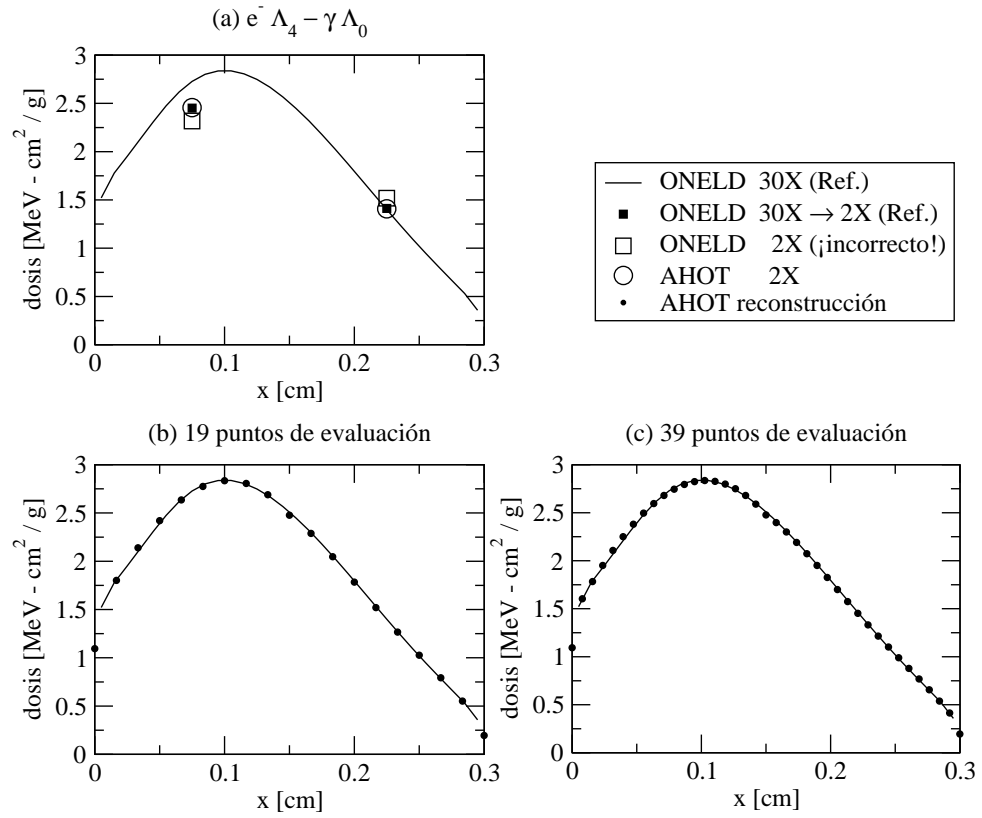 (a) e⁻ Λ₄ − γ Λ₀
3
2.5
2
1.5
1
0.5
0
dosis [MeV - cm² / g]
0
0.1
0.2
0.3
x [cm]
ONELD 30X (Ref.)
ONELD 30X → 2X (Ref.)
ONELD 2X (¡incorrecto!)
AHOT 2X
AHOT reconstrucción
(b) 19 puntos de evaluación
3
2.5
2
1.5
1
0.5
0
dosis [MeV - cm² / g]
0
0.1
0.2
0.3
x [cm]
(c) 39 puntos de evaluación
3
2.5
2
1.5
1
0.5
0
dosis [MeV - cm² / g]
0
0.1
0.2
0.3
x [cm]